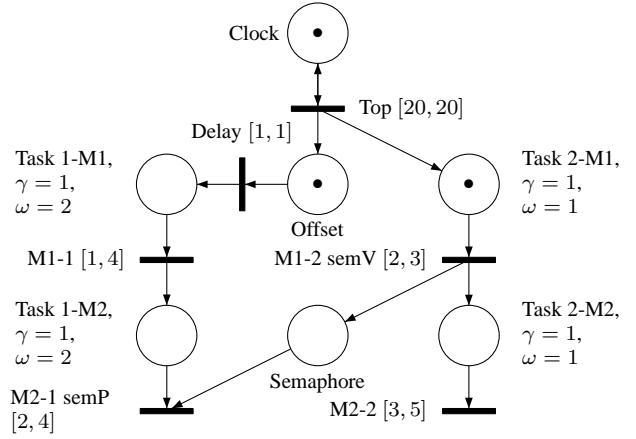 Clock
Top [20, 20]
Delay [1, 1]
Task 1-M1,
γ = 1,
ω = 2
Task 2-M1,
γ = 1,
ω = 1
Offset
M1-1 [1, 4]
M1-2 semV [2, 3]
Task 1-M2,
γ = 1,
ω = 2
Task 2-M2,
γ = 1,
ω = 1
Semaphore
M2-1 semP
[2, 4]
M2-2 [3, 5]